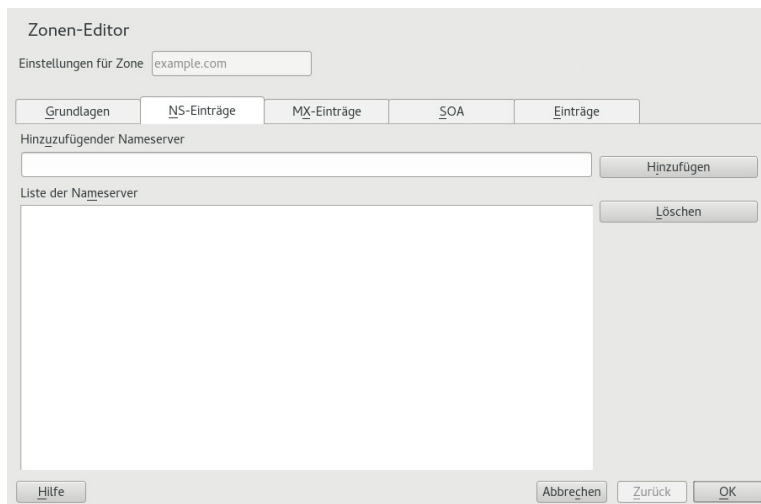 Zonen-Editor
Einstellungen für Zone example.com
Grundlagen NS-Einträge MX-Einträge SOA Einträge
Hinzuzufügender Nameserver
Hinzufügen
Liste der Nameserver
Löschen
Hilfe Abbrechen Zurück OK